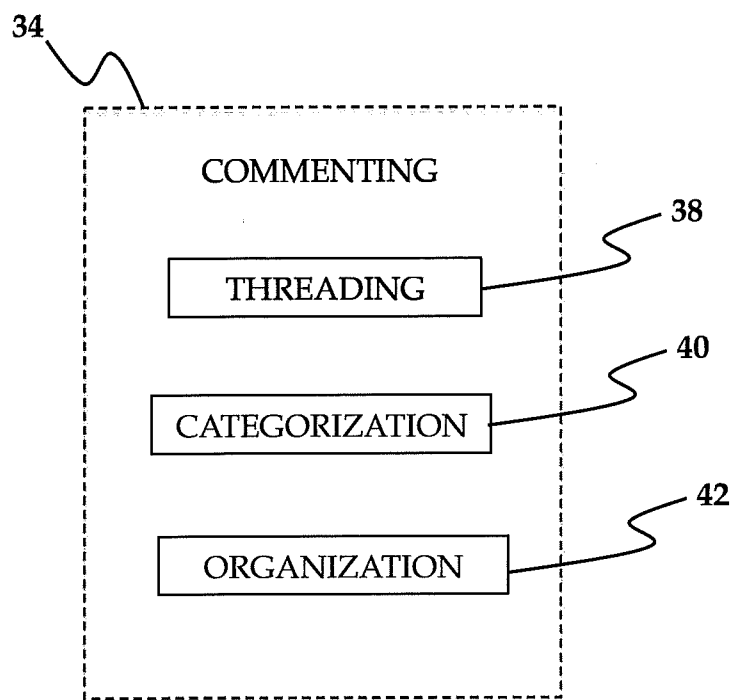 34
COMMENTING
38
THREADING
40
CATEGORIZATION
42
ORGANIZATION